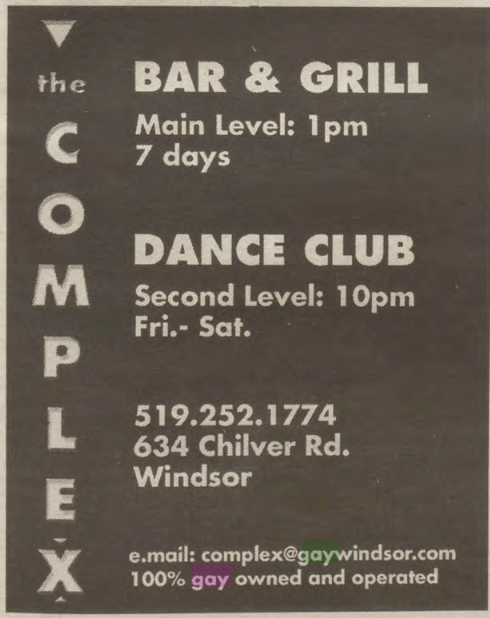 the
COMPLEX
BAR & GRILL
Main Level: 1pm
7 days
DANCE CLUB
Second Level: 10pm
Fri.- Sat.
519.252.1774
634 Chilver Rd.
Windsor
e.mail: complex@gaywindsor.com
100% gay owned and operated